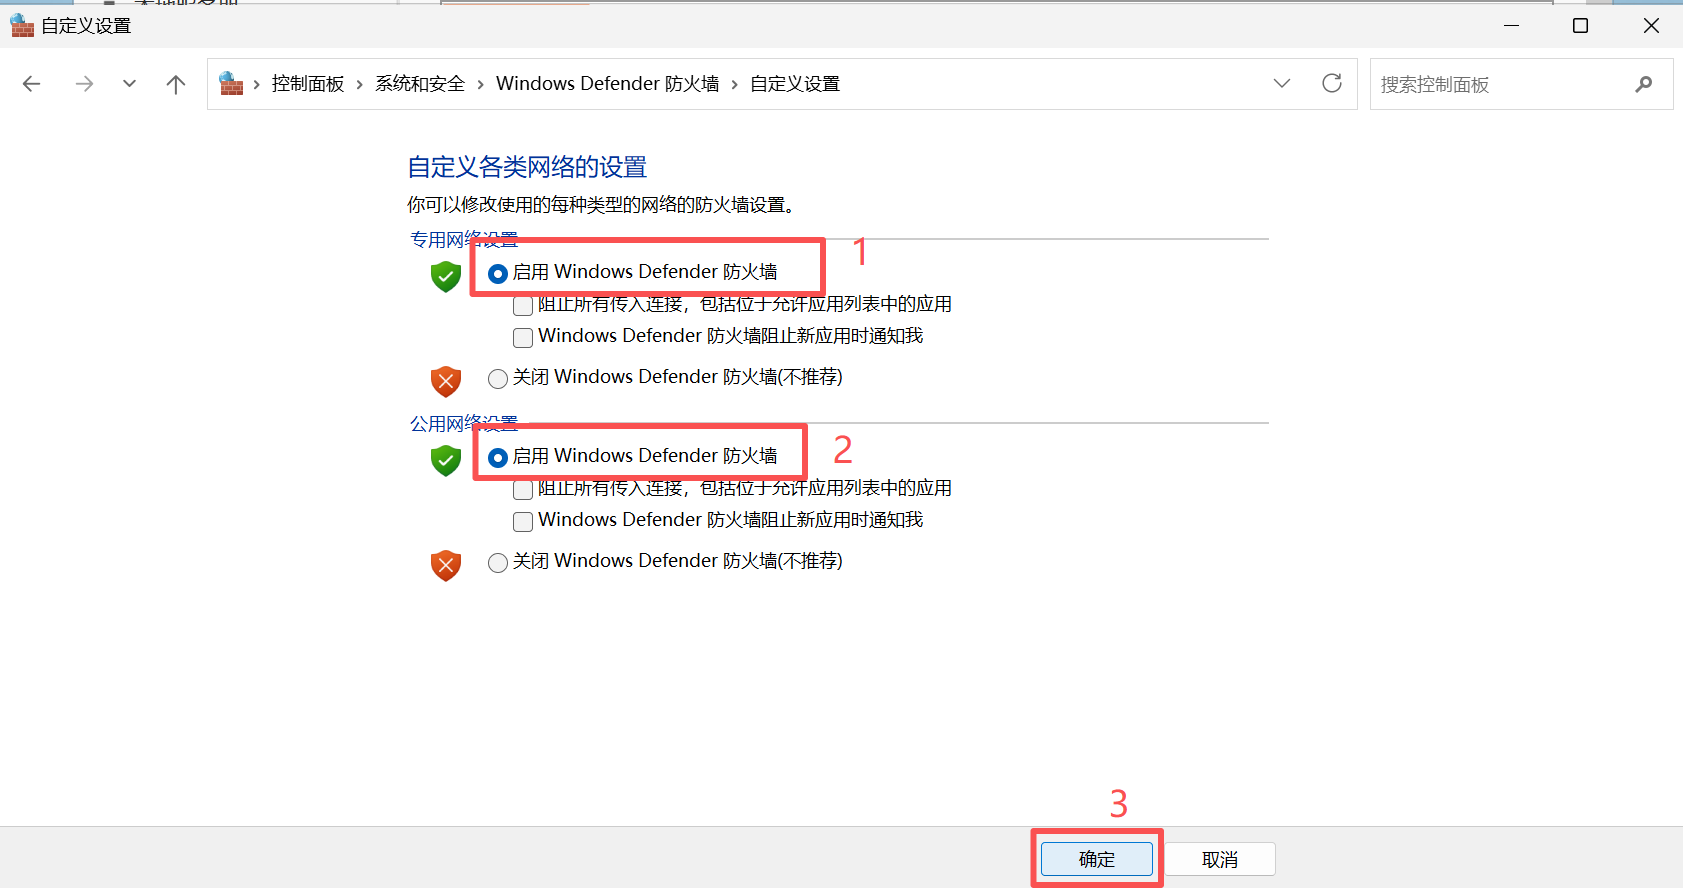 自定义设置
控制面板 › 系统和安全 › Windows Defender 防火墙 › 自定义设置
搜索控制面板
自定义各类网络的设置
你可以修改使用的每种类型的网络的防火墙设置。
专用网络设置
启用 Windows Defender 防火墙
1
阻止所有传入连接，包括位于允许应用列表中的应用
Windows Defender 防火墙阻止新应用时通知我
关闭 Windows Defender 防火墙(不推荐)
公用网络设置
启用 Windows Defender 防火墙
2
阻止所有传入连接，包括位于允许应用列表中的应用
Windows Defender 防火墙阻止新应用时通知我
关闭 Windows Defender 防火墙(不推荐)
3
确定
取消